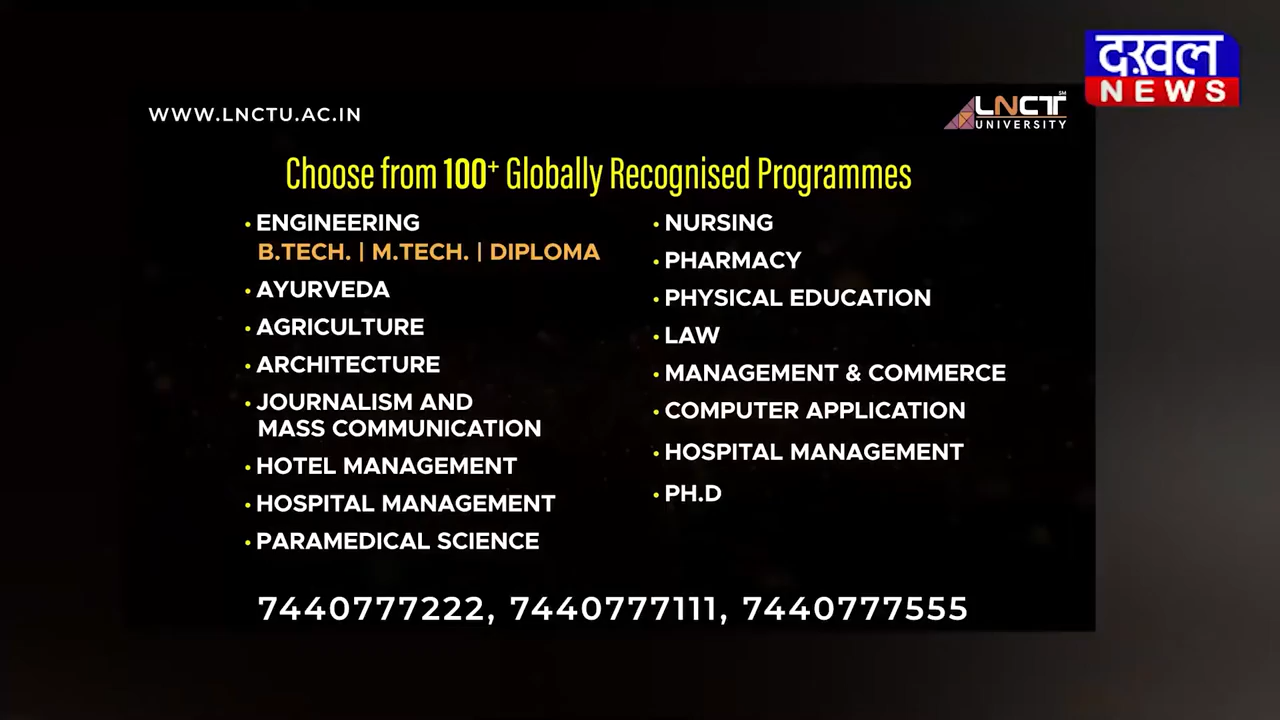 दख़ल
NEWS
WWW.LNCTU.AC.IN
LNCT SM
UNIVERSITY
Choose from 100+ Globally Recognised Programmes
• ENGINEERING
B.TECH. | M.TECH. | DIPLOMA
• AYURVEDA
• AGRICULTURE
• ARCHITECTURE
• JOURNALISM AND
MASS COMMUNICATION
• HOTEL MANAGEMENT
• HOSPITAL MANAGEMENT
• PARAMEDICAL SCIENCE
• NURSING
• PHARMACY
• PHYSICAL EDUCATION
• LAW
• MANAGEMENT & COMMERCE
• COMPUTER APPLICATION
• HOSPITAL MANAGEMENT
• PH.D
7440777222, 7440777111, 7440777555